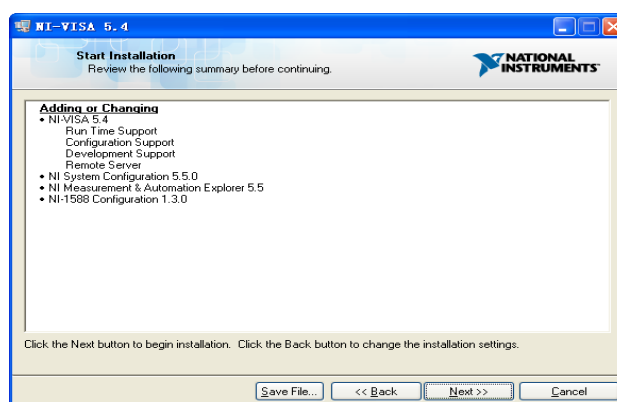 NI-VISA 5.4
Start Installation
Review the following summary before continuing.
NATIONAL
INSTRUMENTS
Adding or Changing
• NI-VISA 5.4
Run Time Support
Configuration Support
Development Support
Remote Server
• NI System Configuration 5.5.0
• NI Measurement & Automation Explorer 5.5
• NI-1588 Configuration 1.3.0
Click the Next button to begin installation. Click the Back button to change the installation settings.
Save File... << Back Next >> Cancel